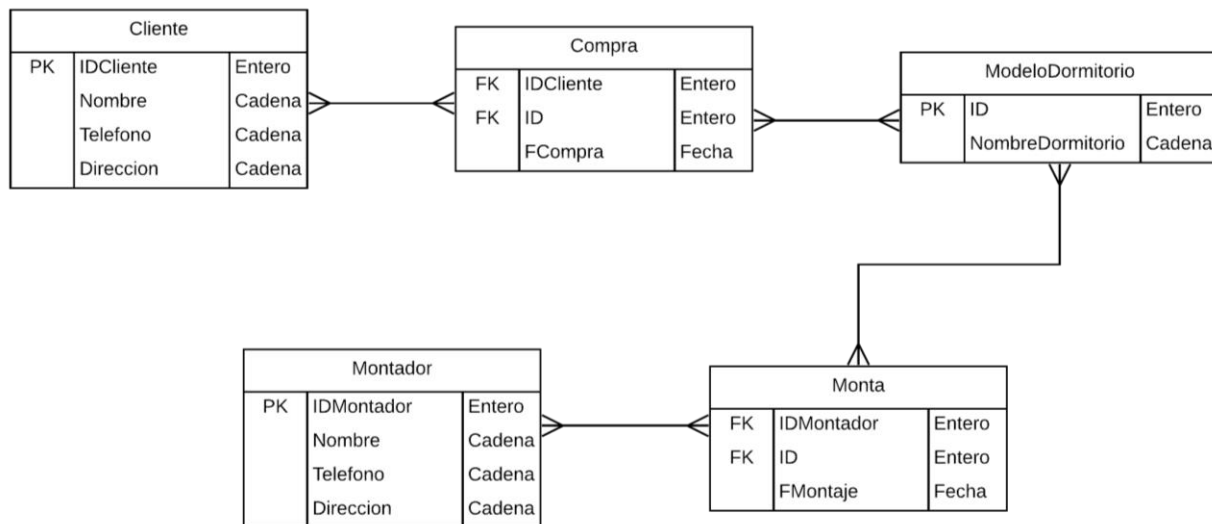 Cliente
PK IDCliente Entero
Nombre Cadena
Telefono Cadena
Direccion Cadena
Compra
FK IDCliente Entero
FK ID Entero
FCompra Fecha
ModeloDormitorio
PK ID Entero
NombreDormitorio Cadena
Montador
PK IDMontador Entero
Nombre Cadena
Telefono Cadena
Direccion Cadena
Monta
FK IDMontador Entero
FK ID Entero
FMontaje Fecha